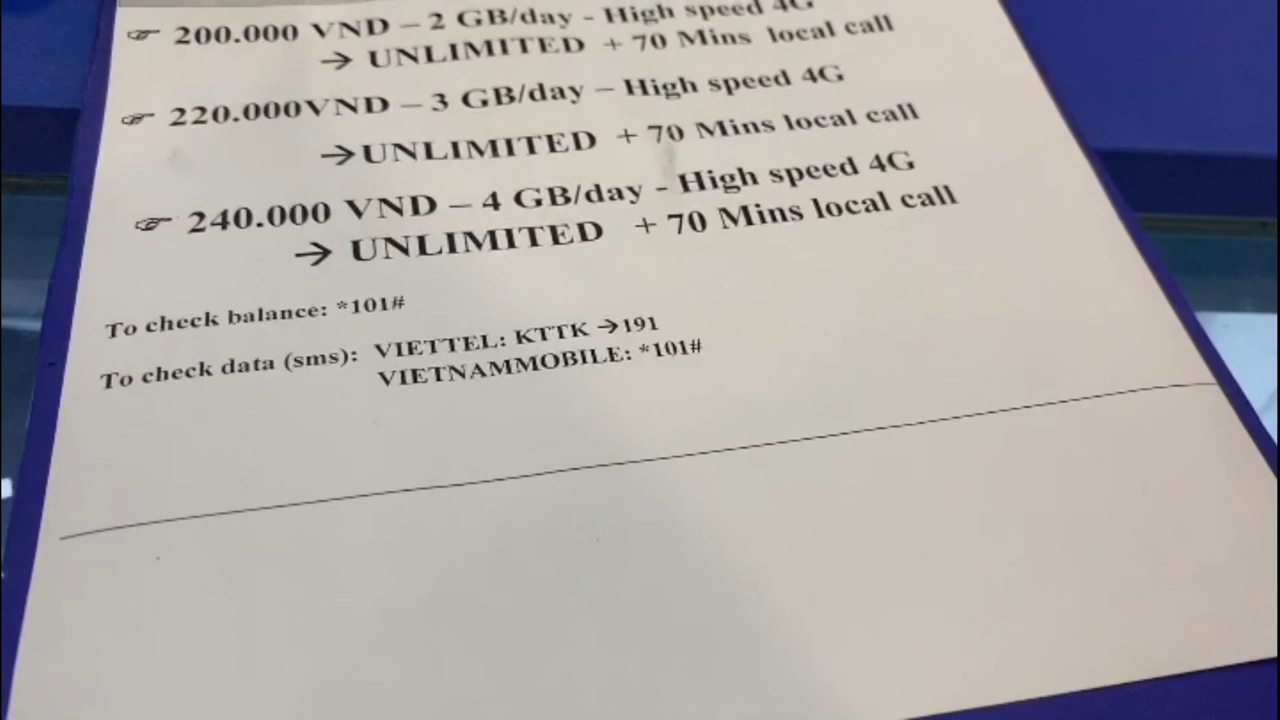 ☞ 200.000 VND – 2 GB/day - High speed 4G
→ UNLIMITED + 70 Mins local call
☞ 220.000VND – 3 GB/day – High speed 4G
→UNLIMITED + 70 Mins local call
☞ 240.000 VND – 4 GB/day - High speed 4G
→ UNLIMITED + 70 Mins local call
To check balance: *101#
To check data (sms): VIETTEL: KTTK →191
VIETNAMMOBILE: *101#